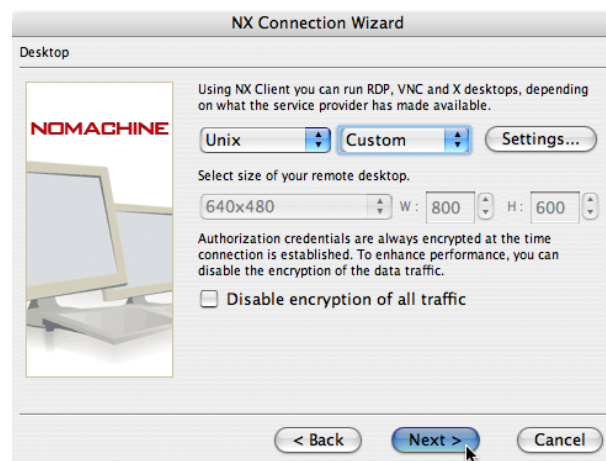 NX Connection Wizard
Desktop
Using NX Client you can run RDP, VNC and X desktops, depending
on what the service provider has made available.
NOMACHINE
Unix Custom Settings...
Select size of your remote desktop.
640x480 W: 800 H: 600
Authorization credentials are always encrypted at the time
connection is established. To enhance performance, you can
disable the encryption of the data traffic.
Disable encryption of all traffic
< Back Next > Cancel